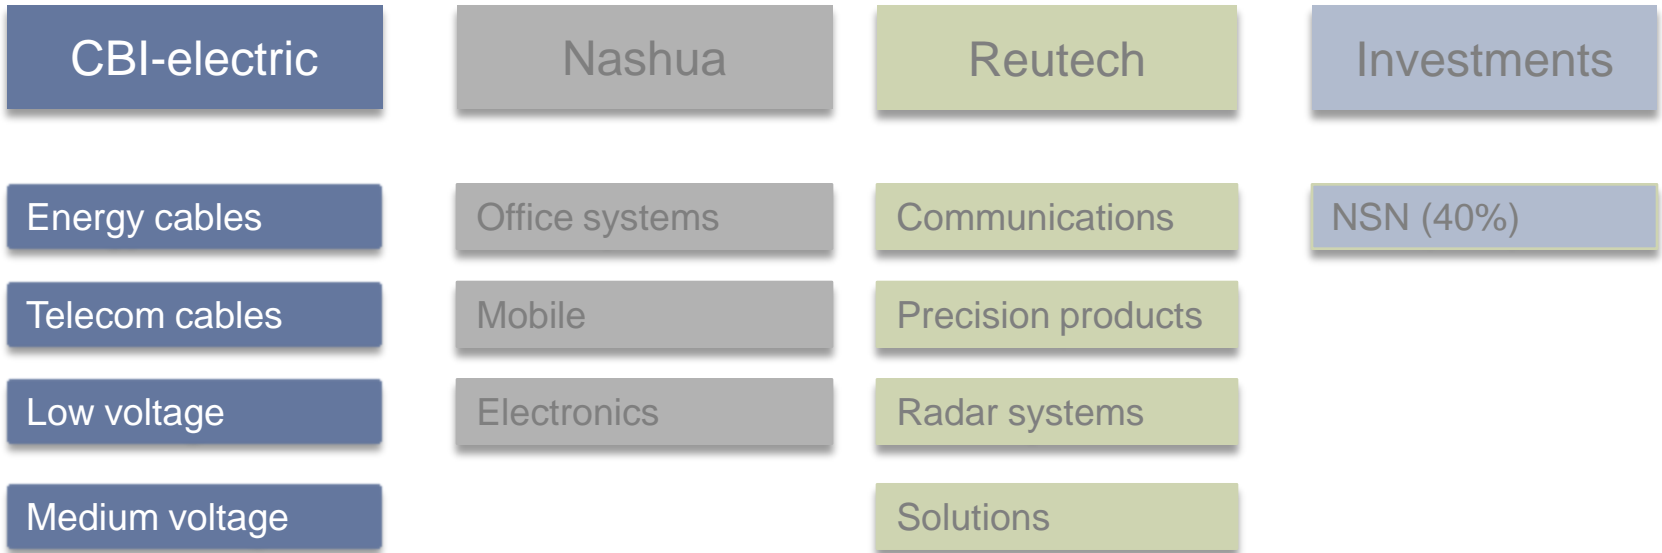 CBI-electric
Nashua
Reutech
Investments
Energy cables
Office systems
Communications
NSN (40%)
Telecom cables
Mobile
Precision products
Low voltage
Electronics
Radar systems
Medium voltage
Solutions